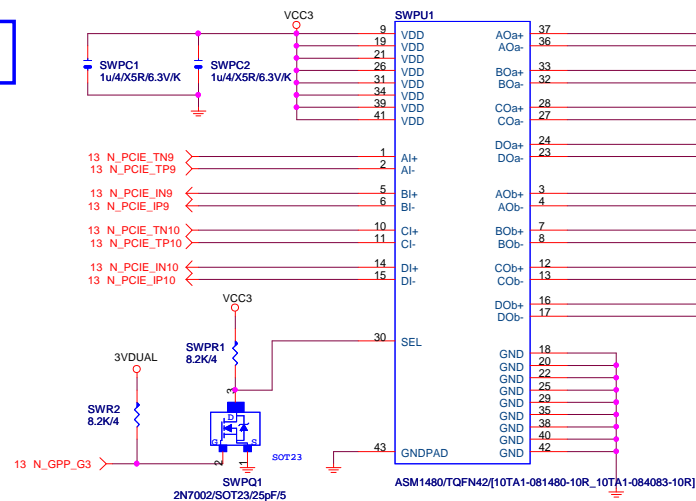 VCC3
SWPU1
SWPC1
1u/4/X5R/6.3V/K
SWPC2
1u/4/X5R/6.3V/K
9 VDD
19 VDD
21 VDD
26 VDD
31 VDD
34 VDD
39 VDD
41 VDD
AOa+ 37
AOa- 36
BOa+ 33
BOa- 32
COa+ 28
COa- 27
DOa+ 24
DOa- 23
13 N_PCIE_TN9 1 AI+
13 N_PCIE_TP9 2 AI-
13 N_PCIE_IN9 5 BI+
13 N_PCIE_IP9 6 BI-
13 N_PCIE_TN10 10 CI+
13 N_PCIE_TP10 11 CI-
13 N_PCIE_IN10 14 DI+
13 N_PCIE_IP10 15 DI-
AOb+ 3
AOb- 4
BOb+ 7
BOb- 8
COb+ 12
COb- 13
DOb+ 16
DOb- 17
VCC3
SWPR1
8.2K/4
30 SEL
3VDUAL
SWR2
8.2K/4
3
D
G
S
2
1
SOT23
13 N_GPP_G3
SWPQ1
2N7002/SOT23/25pF/5
GND 18
GND 20
GND 22
GND 25
GND 29
GND 35
GND 38
GND 40
GND 42
43 GNDPAD
ASM1480/TQFN42/[10TA1-081480-10R_10TA1-084083-10R]